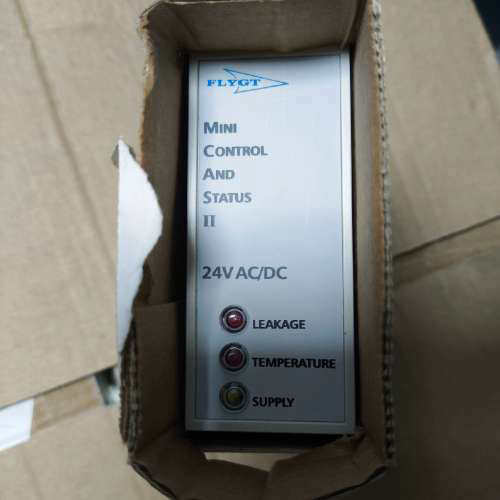 FLYGT
MINI
CONTROL
AND
STATUS
II
24V AC/DC
LEAKAGE
TEMPERATURE
SUPPLY